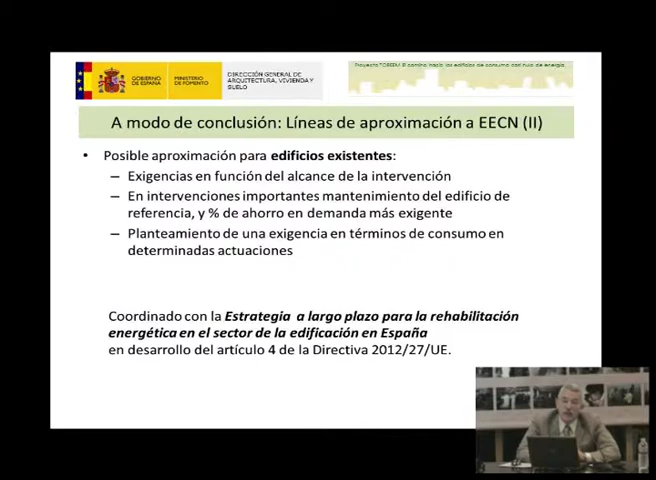 GOBIERNO
DE ESPAÑA
MINISTERIO
DE FOMENTO
DIRECCIÓN GENERAL DE
ARQUITECTURA, VIVIENDA Y
SUELO
A modo de conclusión: Líneas de aproximación a EECN (II)
• Posible aproximación para edificios existentes:
– Exigencias en función del alcance de la intervención
– En intervenciones importantes mantenimiento del edificio de
referencia, y % de ahorro en demanda más exigente
– Planteamiento de una exigencia en términos de consumo en
determinadas actuaciones
Coordinado con la Estrategia a largo plazo para la rehabilitación
energética en el sector de la edificación en España
en desarrollo del artículo 4 de la Directiva 2012/27/UE.